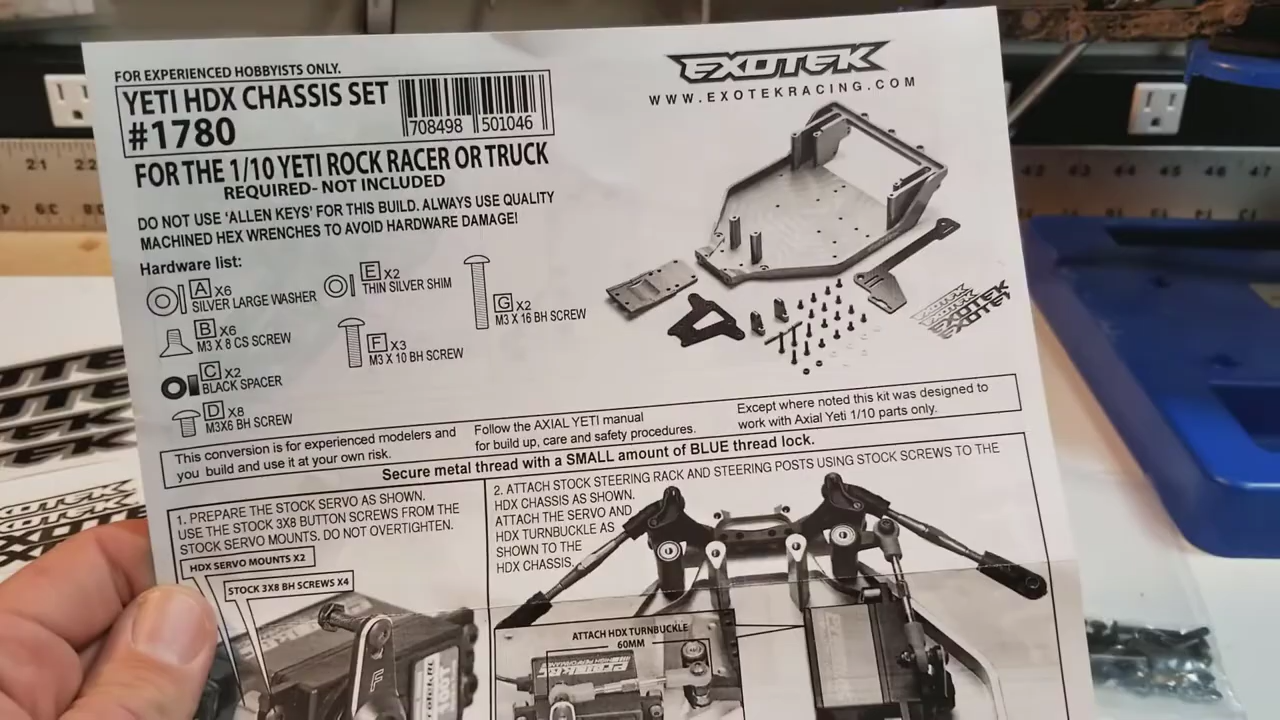 FOR EXPERIENCED HOBBYISTS ONLY.
YETI HDX CHASSIS SET
#1780
708498 501046
FOR THE 1/10 YETI ROCK RACER OR TRUCK
REQUIRED- NOT INCLUDED
DO NOT USE 'ALLEN KEYS' FOR THIS BUILD. ALWAYS USE QUALITY
MACHINED HEX WRENCHES TO AVOID HARDWARE DAMAGE!
EXOTEK
WWW.EXOTEKRACING.COM
Hardware list:
A X6
SILVER LARGE WASHER
B X6
M3 X 8 CS SCREW
C X2
BLACK SPACER
D X8
M3X6 BH SCREW
E X2
THIN SILVER SHIM
F X3
M3 X 10 BH SCREW
G X2
M3 X 16 BH SCREW
EXOTEK
EXOTEK
This conversion is for experienced modelers and
you build and use it at your own risk.
Follow the AXIAL YETI manual
for build up, care and safety procedures.
Except where noted this kit was designed to
work with Axial Yeti 1/10 parts only.
Secure metal thread with a SMALL amount of BLUE thread lock.
1. PREPARE THE STOCK SERVO AS SHOWN.
USE THE STOCK 3X8 BUTTON SCREWS FROM THE
STOCK SERVO MOUNTS. DO NOT OVERTIGHTEN.
HDX SERVO MOUNTS X2
STOCK 3X8 BH SCREWS X4
F
2. ATTACH STOCK STEERING RACK AND STEERING POSTS USING STOCK SCREWS TO THE
HDX CHASSIS AS SHOWN.
ATTACH THE SERVO AND
HDX TURNBUCKLE AS
SHOWN TO THE
HDX CHASSIS.
ATTACH HDX TURNBUCKLE
60MM
21
22
42
43
44
45
46
47